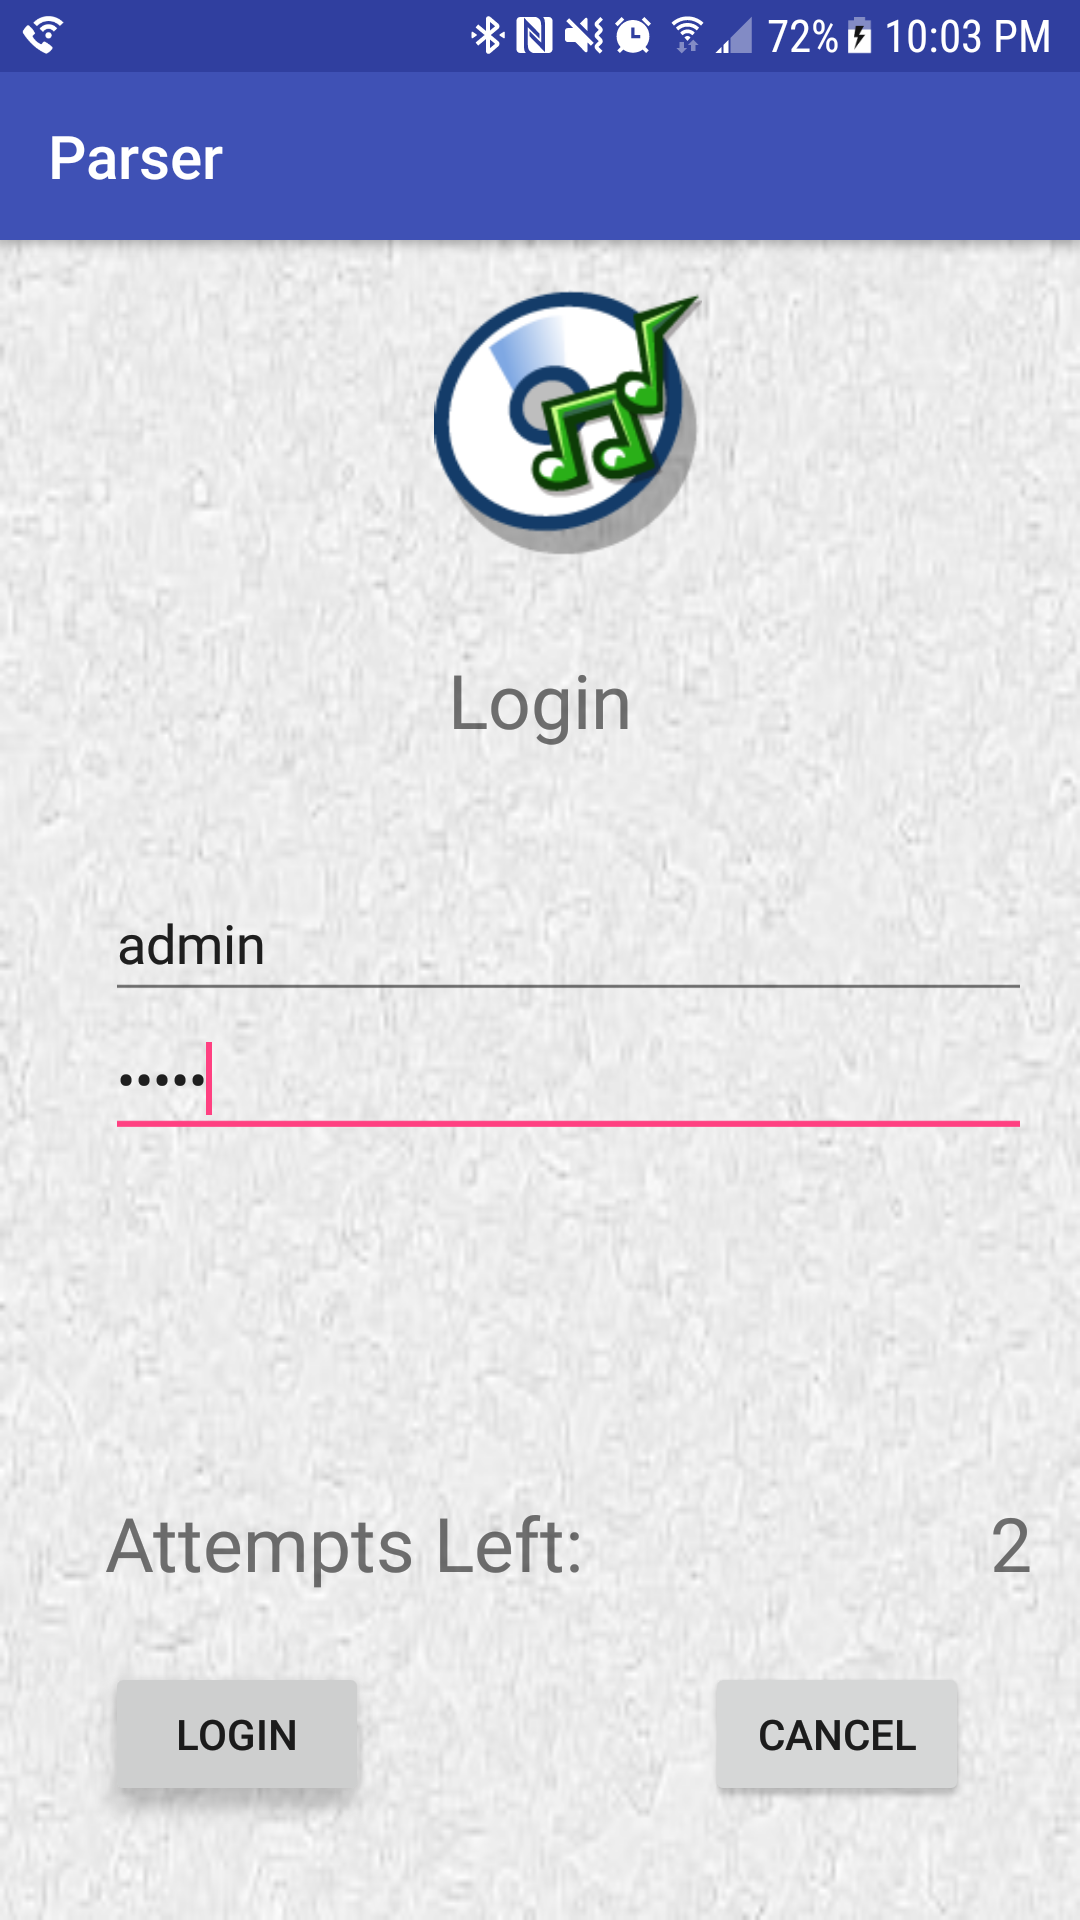 72% 10:03 PM
Parser
Login
admin
•••••
Attempts Left: 2
LOGIN CANCEL